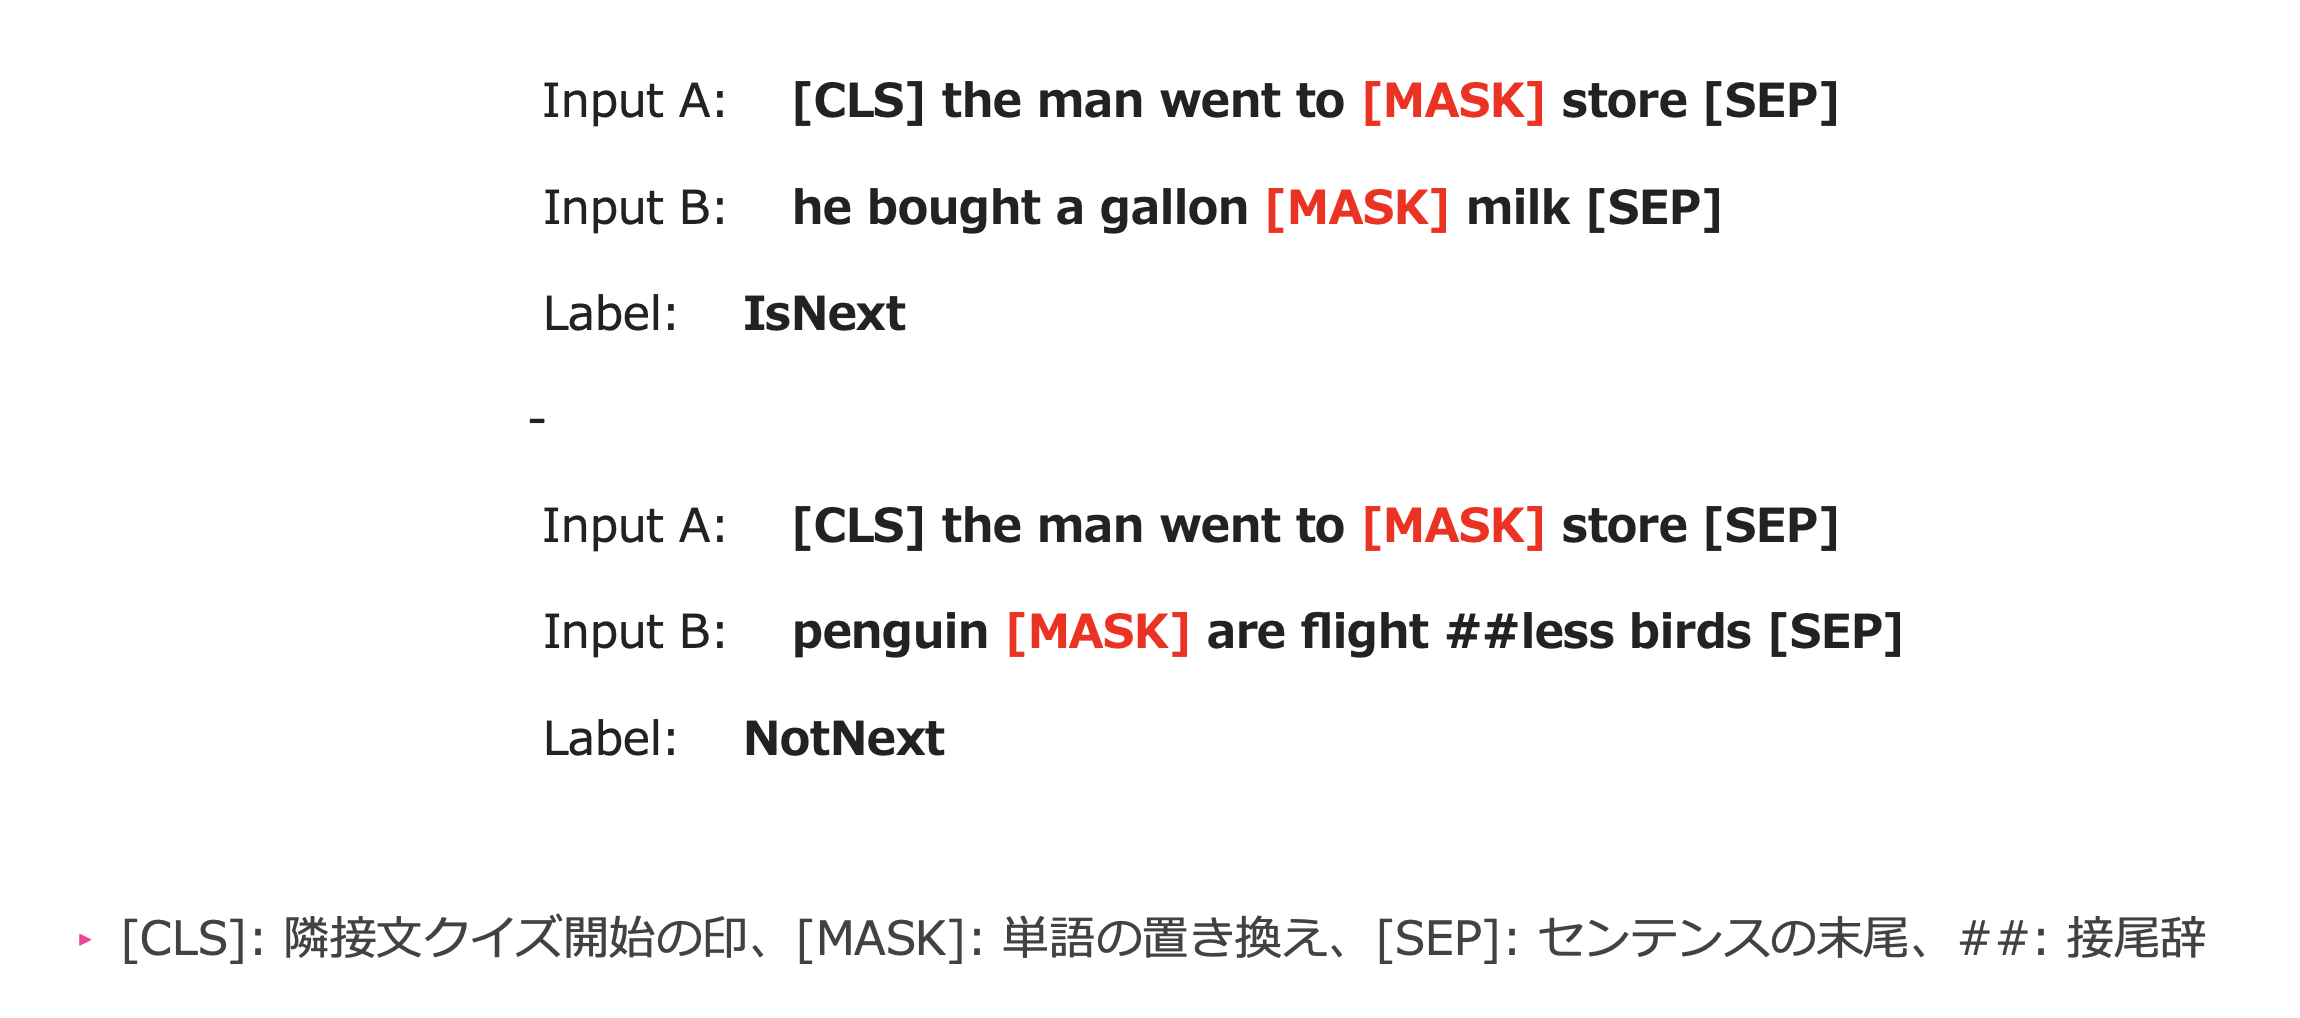 Input A: [CLS] the man went to [MASK] store [SEP]
Input B: he bought a gallon [MASK] milk [SEP]
Label: IsNext
-
Input A: [CLS] the man went to [MASK] store [SEP]
Input B: penguin [MASK] are flight ##less birds [SEP]
Label: NotNext
‣ [CLS]: 隣接文クイズ開始の印、[MASK]: 単語の置き換え、[SEP]: センテンスの末尾、##: 接尾辞